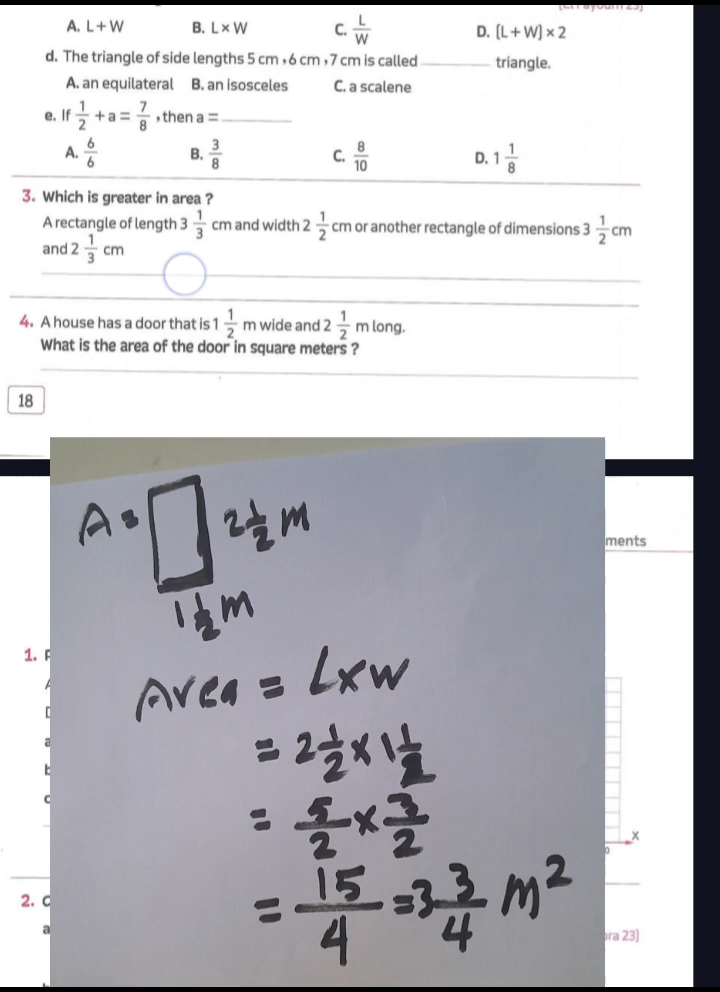 A. L+W B. L×W C. L/W D. (L+W)×2
d. The triangle of side lengths 5 cm ,6 cm ,7 cm is called ________ triangle.
A. an equilateral B. an isosceles C. a scalene
e. If 1/2 + a = 7/8 , then a = ________
A. 6/6 B. 3/8 C. 8/10 D. 1 1/8
3. Which is greater in area ?
A rectangle of length 3 1/3 cm and width 2 1/2 cm or another rectangle of dimensions 3 1/2 cm
and 2 1/3 cm
4. A house has a door that is 1 1/2 m wide and 2 1/2 m long.
What is the area of the door in square meters ?
18
A = 2 1/2 m
1 1/2 m
ments
1.
Area = L×W
= 2 1/2 × 1 1/2
= 5/2 × 3/2
x
= 15/4 = 3 3/4 m²
2.
a
23]